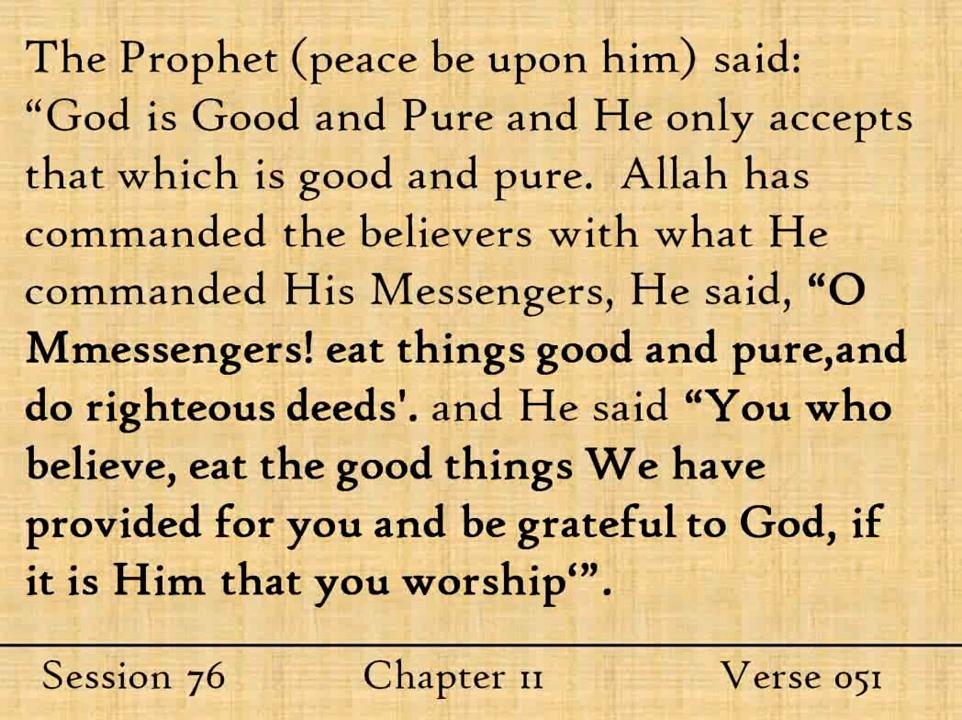 The Prophet (peace be upon him) said:
“God is Good and Pure and He only accepts
that which is good and pure.  Allah has
commanded the believers with what He
commanded His Messengers, He said, “O
Mmessengers! eat things good and pure,and
do righteous deeds'. and He said “You who
believe, eat the good things We have
provided for you and be grateful to God, if
it is Him that you worship‘”.
Session 76 Chapter 11 Verse 051